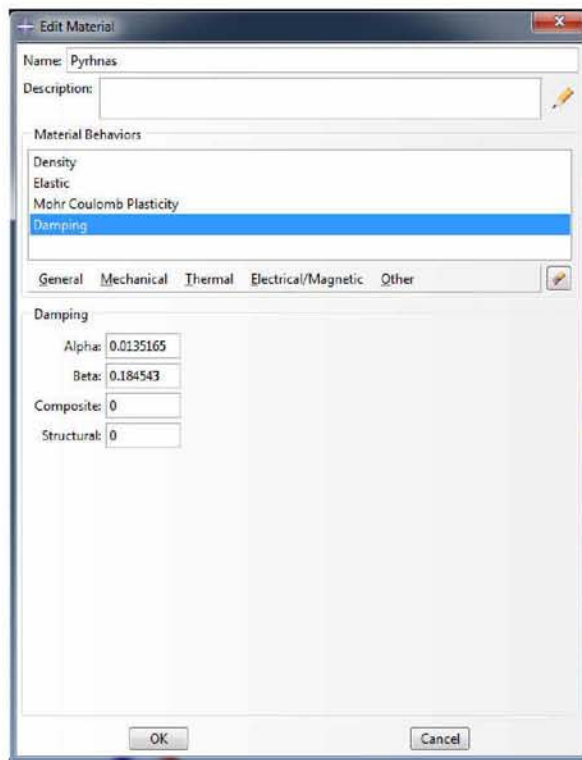 Edit Material
Name: Pyrhnas
Description:
Material Behaviors
Density
Elastic
Mohr Coulomb Plasticity
Damping
General Mechanical Thermal Electrical/Magnetic Other
Damping
Alpha: 0.0135165
Beta: 0.184543
Composite: 0
Structural: 0
OK Cancel